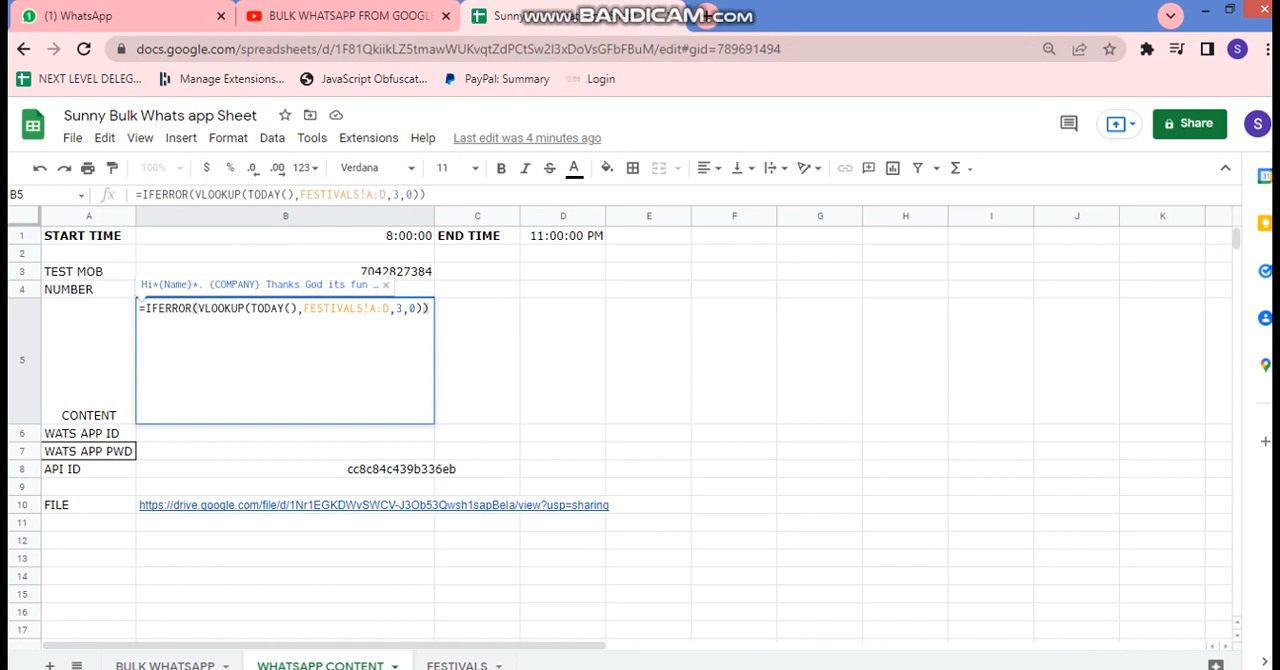 (1) WhatsApp
BULK WHATSAPP FROM GOOGLE
Sunny
www.BANDICAM.com
docs.google.com/spreadsheets/d/1F81QkiikLZ5tmawWUKvqtZdPCtSw2l3xDoVsGFbFBuM/edit#gid=789691494
S
NEXT LEVEL DELEG...
Manage Extensions...
JavaScript Obfuscat...
PayPal: Summary
Login
Sunny Bulk Whats app Sheet
File Edit View Insert Format Data Tools Extensions Help Last edit was 4 minutes ago
Share
S
100% $ % .0 .00 123 Verdana 11 B I S A
B5 fx =IFERROR(VLOOKUP(TODAY(),FESTIVALS!A:D,3,0))
A B C D E F G H I J K
1 START TIME 8:00:00 END TIME 11:00:00 PM
2
3 TEST MOB 7042827384
Hi*{Name}*. {COMPANY} Thanks God its fun …
4 NUMBER
=IFERROR(VLOOKUP(TODAY(),FESTIVALS!A:D,3,0))
5
CONTENT
6 WATS APP ID
7 WATS APP PWD
8 API ID cc8c84c439b336eb
9
10 FILE https://drive.google.com/file/d/1Nr1EGKDWvSWCV-J3Ob53Qwsh1sapBela/view?usp=sharing
11
12
13
14
15
16
17
BULK WHATSAPP WHATSAPP CONTENT FESTIVALS